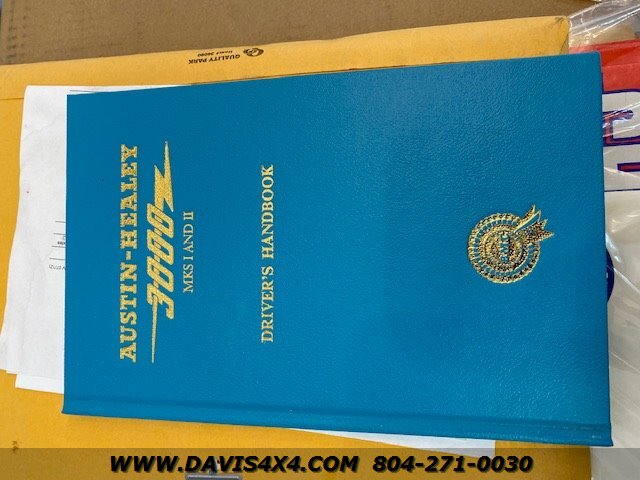 AUSTIN-HEALEY
3000
MKS I AND II
DRIVER'S HANDBOOK
QUALITY PARK
WWW.DAVIS4X4.COM 804-271-0030